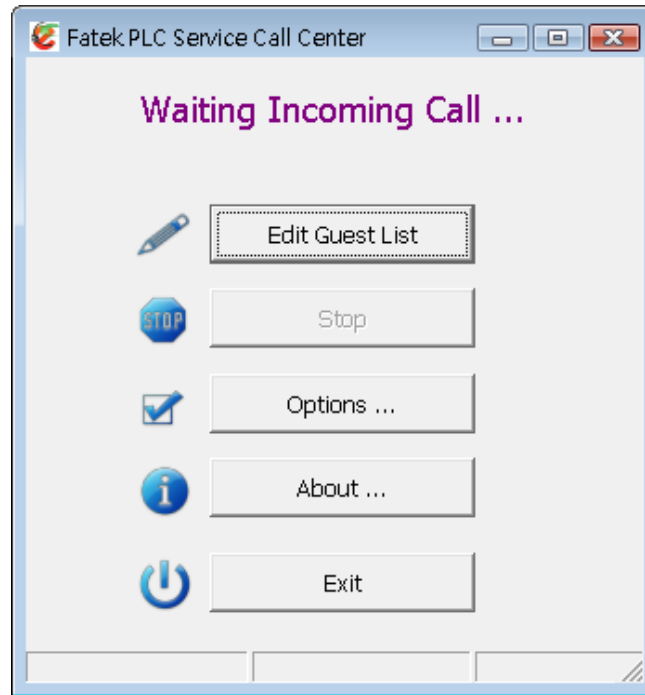 Fatek PLC Service Call Center
Waiting Incoming Call ...
Edit Guest List
STOP
Stop
Options ...
About ...
Exit